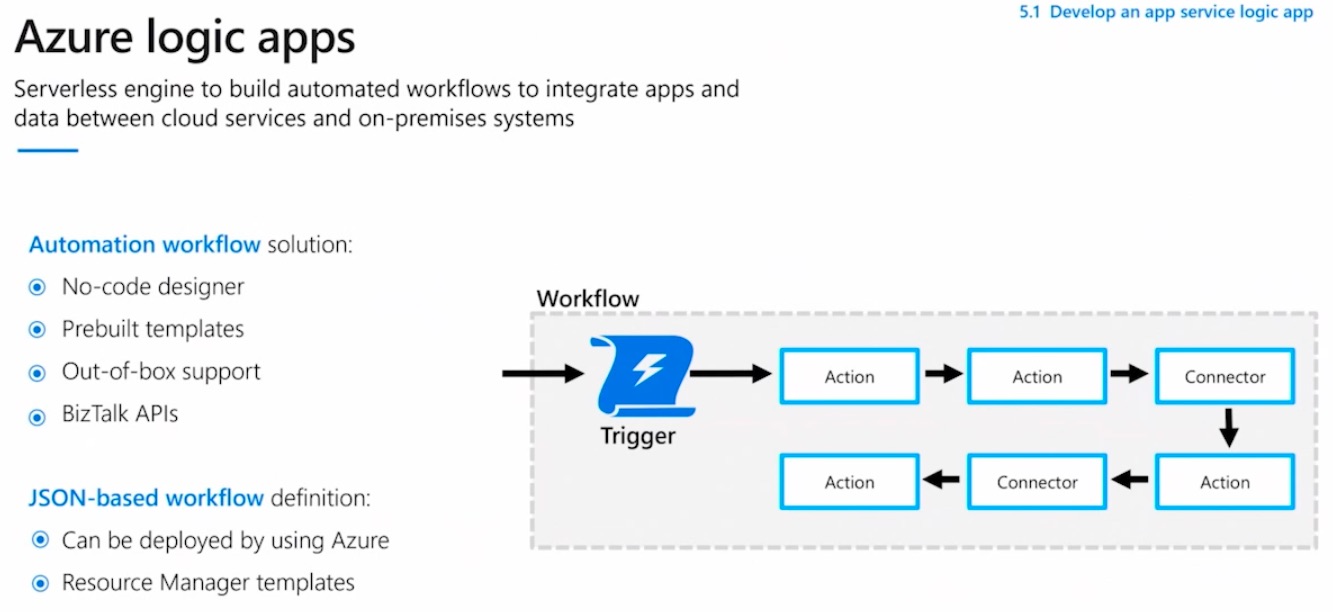 5.1 Develop an app service logic app
Azure logic apps
Serverless engine to build automated workflows to integrate apps and
data between cloud services and on-premises systems
Automation workflow solution:
No-code designer
Prebuilt templates
Out-of-box support
BizTalk APIs
JSON-based workflow definition:
Can be deployed by using Azure
Resource Manager templates
Workflow
Trigger
Action
Action
Connector
Action
Connector
Action